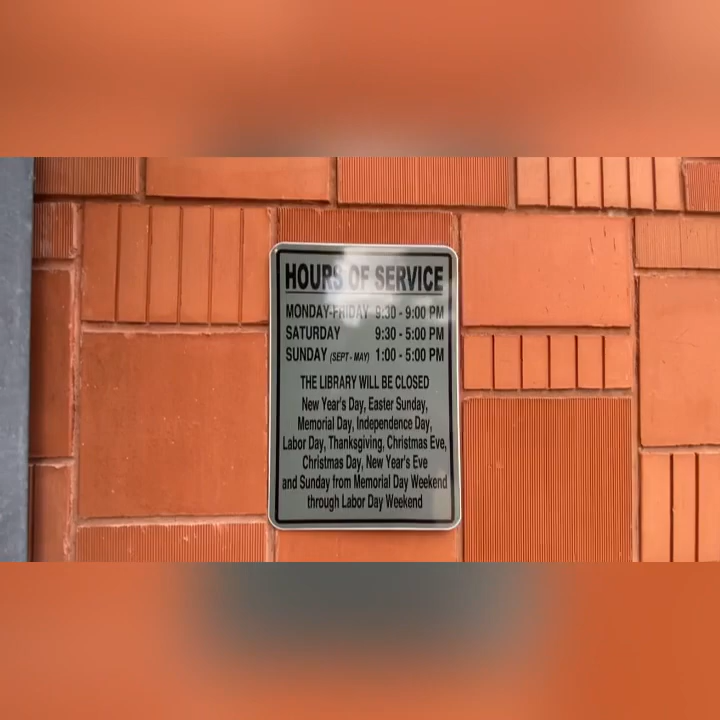 HOURS OF SERVICE
MONDAY-FRIDAY 9:30 - 9:00 PM
SATURDAY 9:30 - 5:00 PM
SUNDAY (SEPT - MAY) 1:00 - 5:00 PM
THE LIBRARY WILL BE CLOSED
New Year's Day, Easter Sunday,
Memorial Day, Independence Day,
Labor Day, Thanksgiving, Christmas Eve,
Christmas Day, New Year's Eve
and Sunday from Memorial Day Weekend
through Labor Day Weekend